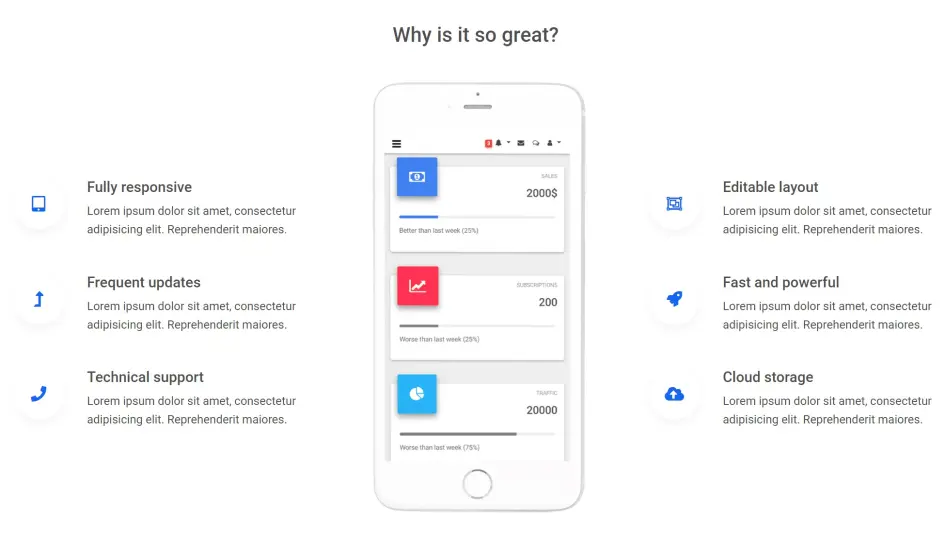 Why is it so great?
Fully responsive
Lorem ipsum dolor sit amet, consectetur
adipisicing elit. Reprehenderit maiores.
Frequent updates
Lorem ipsum dolor sit amet, consectetur
adipisicing elit. Reprehenderit maiores.
Technical support
Lorem ipsum dolor sit amet, consectetur
adipisicing elit. Reprehenderit maiores.
SALES
2000$
Better than last week (25%)
SUBSCRIPTIONS
200
Worse than last week (25%)
TRAFFIC
20000
Worse than last week (75%)
Editable layout
Lorem ipsum dolor sit amet, consectetur
adipisicing elit. Reprehenderit maiores.
Fast and powerful
Lorem ipsum dolor sit amet, consectetur
adipisicing elit. Reprehenderit maiores.
Cloud storage
Lorem ipsum dolor sit amet, consectetur
adipisicing elit. Reprehenderit maiores.